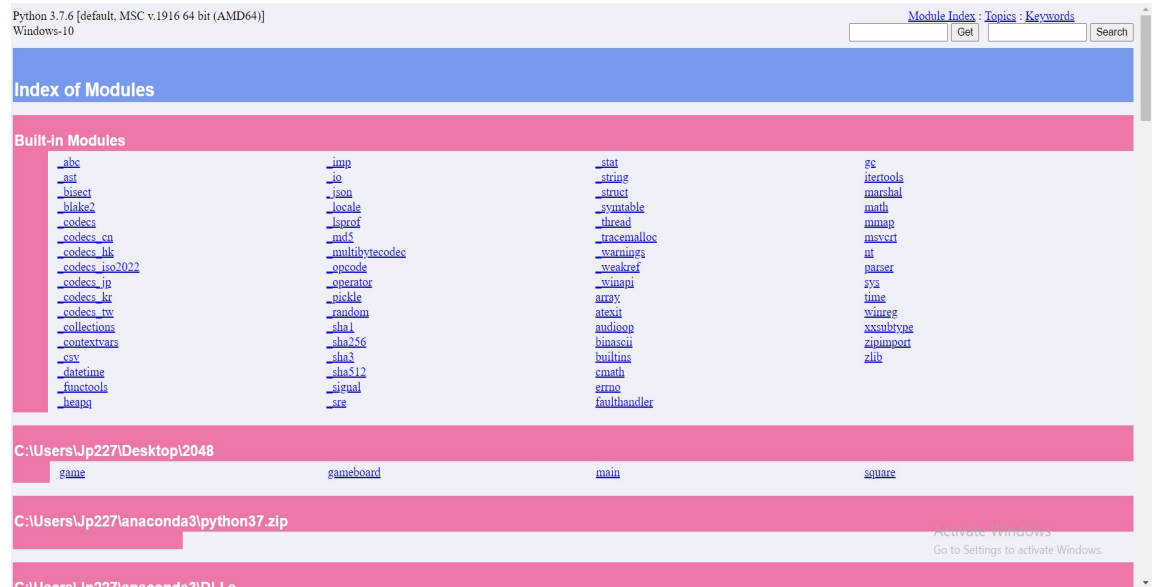 Python 3.7.6 [default, MSC v.1916 64 bit (AMD64)]
Windows-10
Module Index : Topics : Keywords
Get Search
Index of Modules
Built-in Modules
_abc _imp _stat gc
_ast _io _string itertools
_bisect _json _struct marshal
_blake2 _locale _symtable math
_codecs _lsprof _thread mmap
_codecs_cn _md5 _tracemalloc msvcrt
_codecs_hk _multibytecodec _warnings nt
_codecs_iso2022 _opcode _weakref parser
_codecs_jp _operator _winapi sys
_codecs_kr _pickle array time
_codecs_tw _random atexit winreg
_collections _sha1 audioop xxsubtype
_contextvars _sha256 binascii zipimport
_csv _sha3 builtins zlib
_datetime _sha512 cmath
_functools _signal errno
_heapq _sre faulthandler
C:\Users\Jp227\Desktop\2048
game gameboard main square
C:\Users\Jp227\anaconda3\python37.zip
Activate Windows
Go to Settings to activate Windows.
C:\Users\Jp227\anaconda3\DLLs